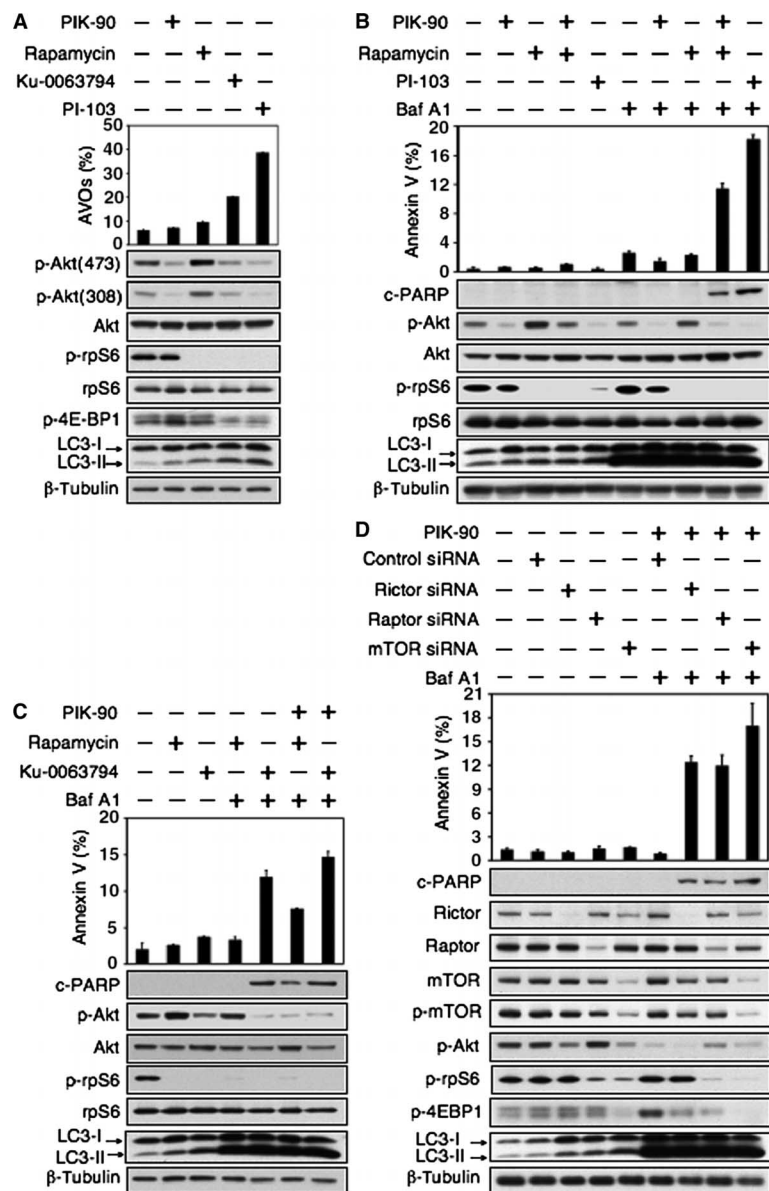 A
PIK-90 – + – – –
Rapamycin – – + – –
Ku-0063794 – – – + –
PI-103 – – – – +
50
40
30
20
10
0
AVOs (%)
p-Akt(473)
p-Akt(308)
Akt
p-rpS6
rpS6
p-4E-BP1
LC3-I
LC3-II
β-Tubulin
B
PIK-90 – + – + – – + – + –
Rapamycin – – + + – – – + + –
PI-103 – – – – + – – – – +
Baf A1 – – – – – + + + + +
20
16
12
8
4
0
Annexin V (%)
c-PARP
p-Akt
Akt
p-rpS6
rpS6
LC3-I
LC3-II
β-Tubulin
C
PIK-90 – – – – – + +
Rapamycin – + – + – + –
Ku-0063794 – – + – + – +
Baf A1 – – – + + + +
20
15
10
5
0
Annexin V (%)
c-PARP
p-Akt
Akt
p-rpS6
rpS6
LC3-I
LC3-II
β-Tubulin
D
PIK-90 – – – – – + + + +
Control siRNA – + – – – + – – –
Rictor siRNA – – + – – – + – –
Raptor siRNA – – – + – – – + –
mTOR siRNA – – – – + – – – +
Baf A1 – – – – – + + + +
21
18
15
12
9
6
3
0
Annexin V (%)
c-PARP
Rictor
Raptor
mTOR
p-mTOR
p-Akt
p-rpS6
p-4EBP1
LC3-I
LC3-II
β-Tubulin